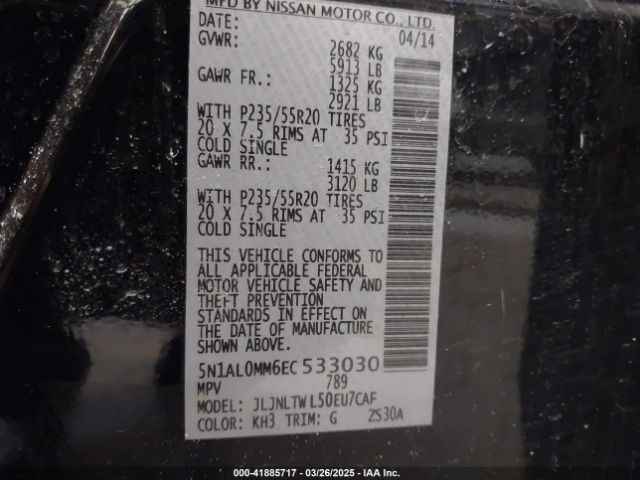 MFD BY NISSAN MOTOR CO., LTD.
DATE: 04/14
GVWR: 2682 KG
5913 LB
GAWR FR.: 1325 KG
2921 LB
WITH P235/55R20 TIRES
20 X 7.5 RIMS AT 35 PSI
COLD SINGLE
GAWR RR.: 1415 KG
3120 LB
WITH P235/55R20 TIRES
20 X 7.5 RIMS AT 35 PSI
COLD SINGLE
THIS VEHICLE CONFORMS TO
ALL APPLICABLE FEDERAL
MOTOR VEHICLE SAFETY AND
THEFT PREVENTION
STANDARDS IN EFFECT ON
THE DATE OF MANUFACTURE
SHOWN ABOVE.
5N1AL0MM6EC533030
MPV 789
MODEL: JLJNLTWL50EU7CAF
COLOR: KH3 TRIM: G ZS30A
000-41885717 | 03/26/2025 - IAA Inc.